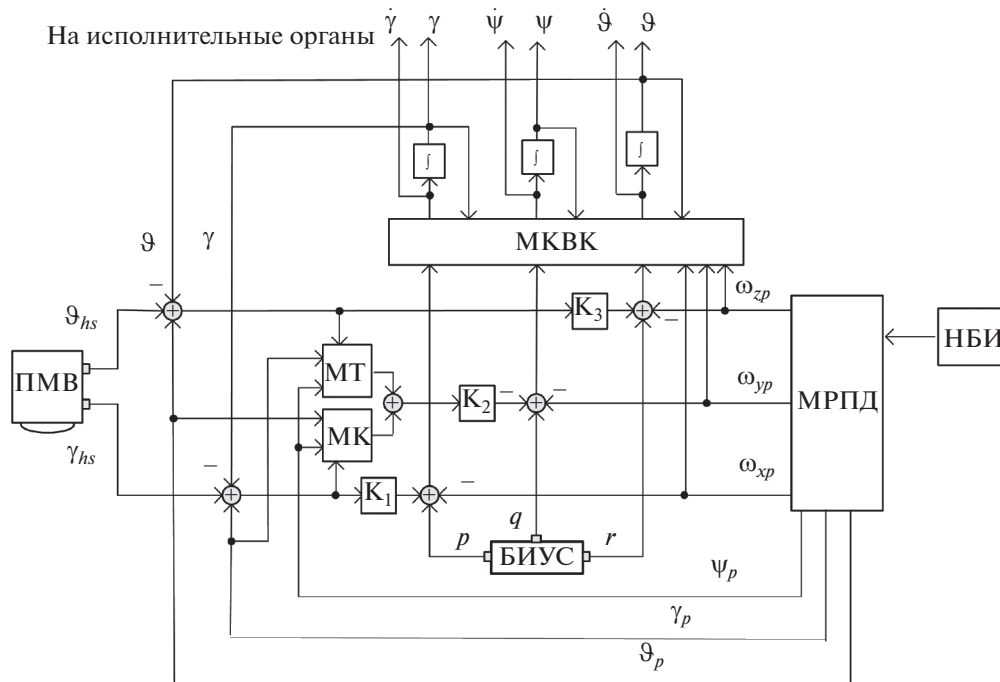 На исполнительные органы
γ̇ γ ψ̇ ψ ϑ̇ ϑ
∫ ∫ ∫
МКВК
ϑ γ
−
ϑhs
K3
−
ωzp
НБИ
ПМВ
МТ
K2
− −
ωyp
МРПД
МК
γhs
−
K1
−
ωxp
p q r
БИУС
ψp
γp
ϑp